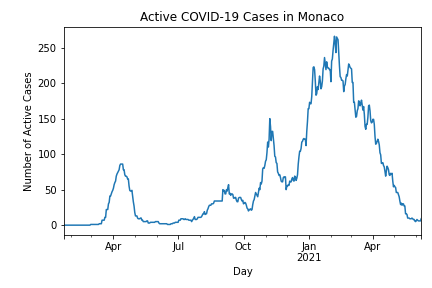 Active COVID-19 Cases in Monaco
Number of Active Cases
250
200
150
100
50
0
Apr
Jul
Oct
Jan
2021
Apr
Day